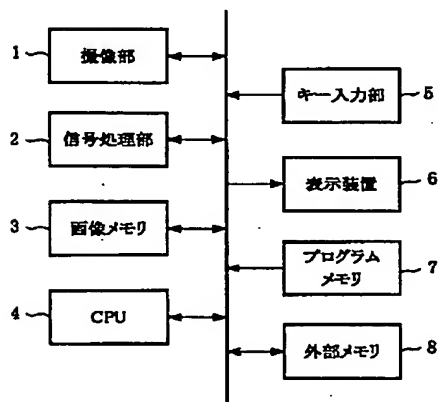 1
撮像部
2
信号処理部
3
画像メモリ
4
CPU
キー入力部
5
表示装置
6
プログラム
メモリ
7
外部メモリ
8